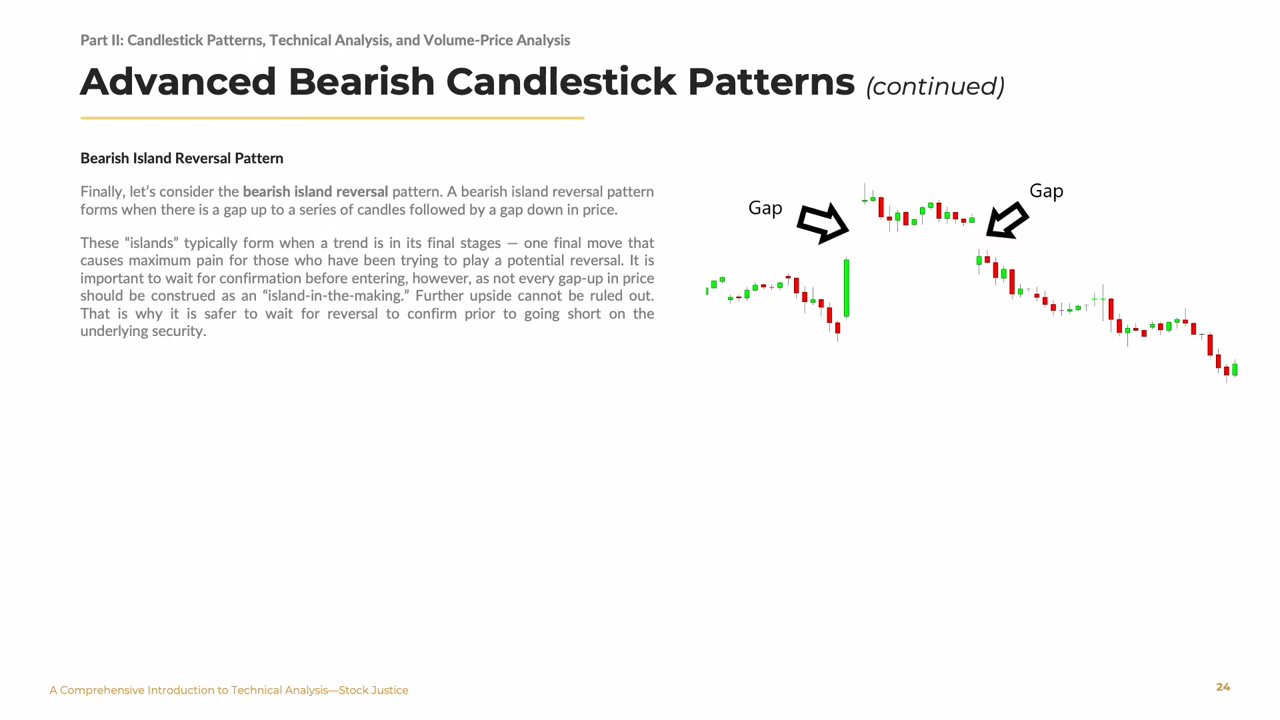 Part II: Candlestick Patterns, Technical Analysis, and Volume-Price Analysis
Advanced Bearish Candlestick Patterns (continued)
Bearish Island Reversal Pattern
Finally, let’s consider the bearish island reversal pattern. A bearish island reversal pattern
forms when there is a gap up to a series of candles followed by a gap down in price.
These “islands” typically form when a trend is in its final stages — one final move that
causes maximum pain for those who have been trying to play a potential reversal. It is
important to wait for confirmation before entering, however, as not every gap-up in price
should be construed as an “island-in-the-making.” Further upside cannot be ruled out.
That is why it is safer to wait for reversal to confirm prior to going short on the
underlying security.
Gap
Gap
A Comprehensive Introduction to Technical Analysis—Stock Justice
24